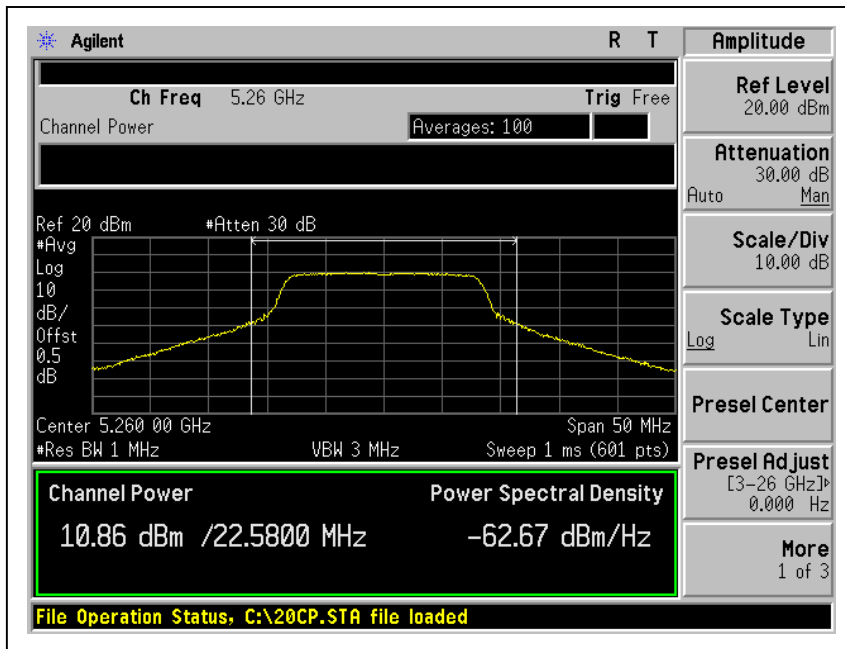 Agilent R T
Ch Freq 5.26 GHz Trig Free
Channel Power Averages: 100
Ref 20 dBm #Atten 30 dB
#Avg
Log
10
dB/
Offst
0.5
dB
Center 5.260 00 GHz Span 50 MHz
#Res BW 1 MHz VBW 3 MHz Sweep 1 ms (601 pts)
Channel Power Power Spectral Density
10.86 dBm /22.5800 MHz -62.67 dBm/Hz
File Operation Status, C:\20CP.STA file loaded
Amplitude
Ref Level
20.00 dBm
Attenuation
30.00 dB
Auto Man
Scale/Div
10.00 dB
Scale Type
Log Lin
Presel Center
Presel Adjust
[3-26 GHz]
0.000 Hz
More
1 of 3